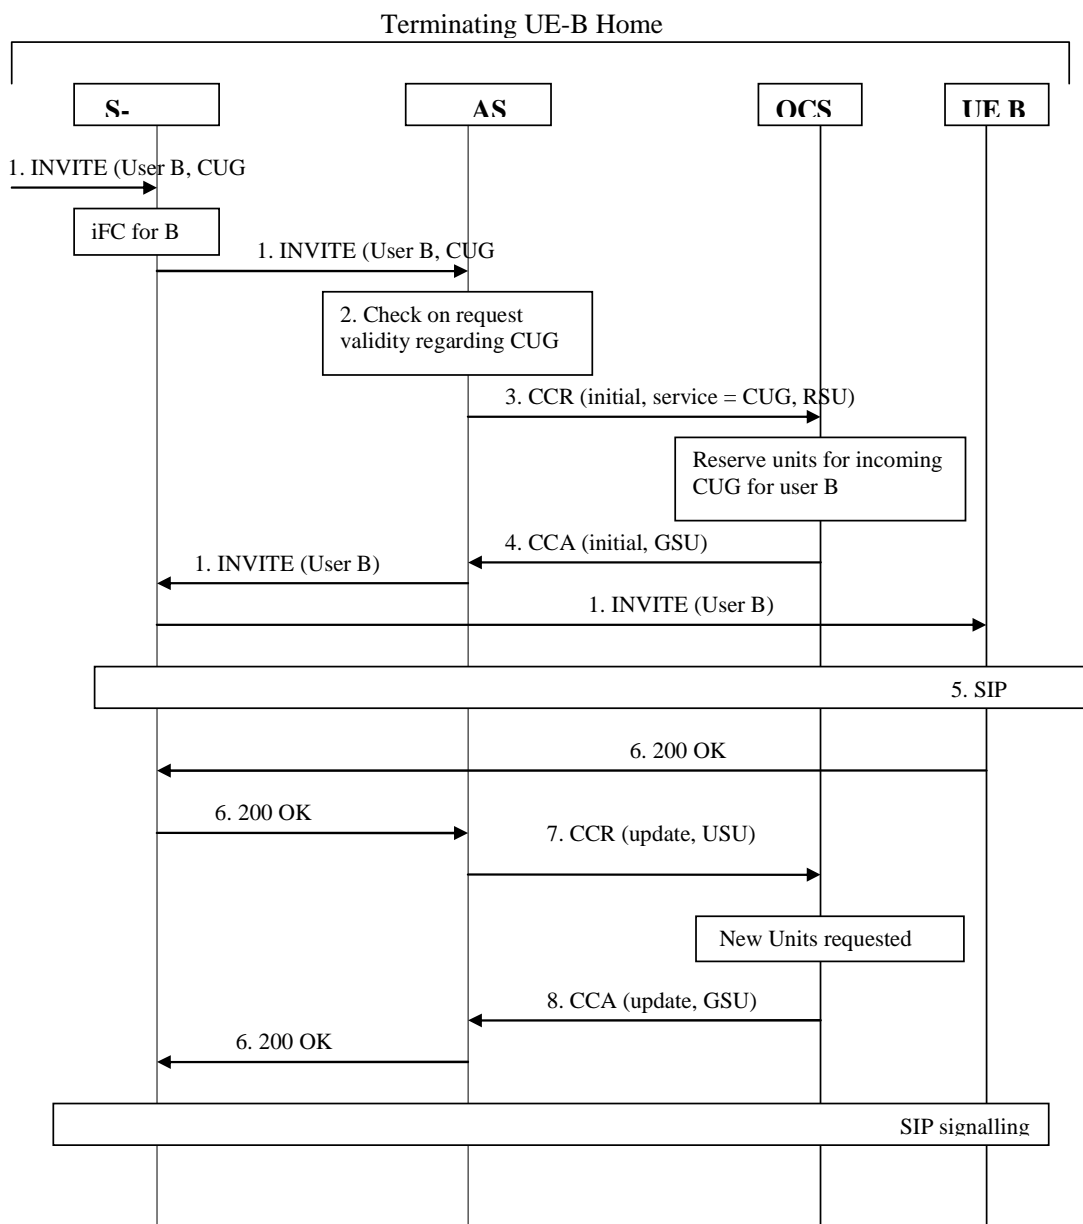 Terminating UE-B Home
S-
AS
OCS
UE B
1. INVITE (User B, CUG
iFC for B
1. INVITE (User B, CUG
2. Check on request
validity regarding CUG
3. CCR (initial, service = CUG, RSU)
Reserve units for incoming
CUG for user B
4. CCA (initial, GSU)
1. INVITE (User B)
1. INVITE (User B)
5. SIP
6. 200 OK
6. 200 OK
7. CCR (update, USU)
New Units requested
8. CCA (update, GSU)
6. 200 OK
SIP signalling